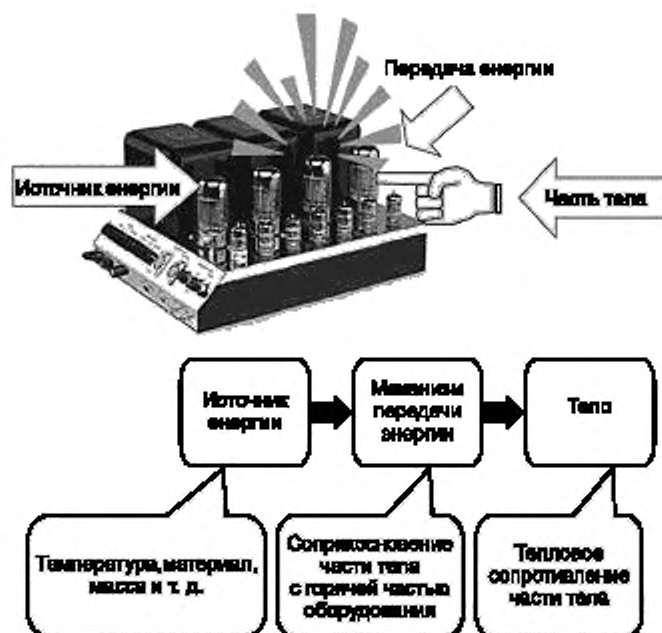 Передача энергии
Источник энергии
Часть тела
Источник
энергии
Механизм
передачи
энергии
Тело
Температура, материал,
масса и т. д.
Соприкосновение
части тела
с горячей частью
оборудования
Тепловое
сопротивление
части тела